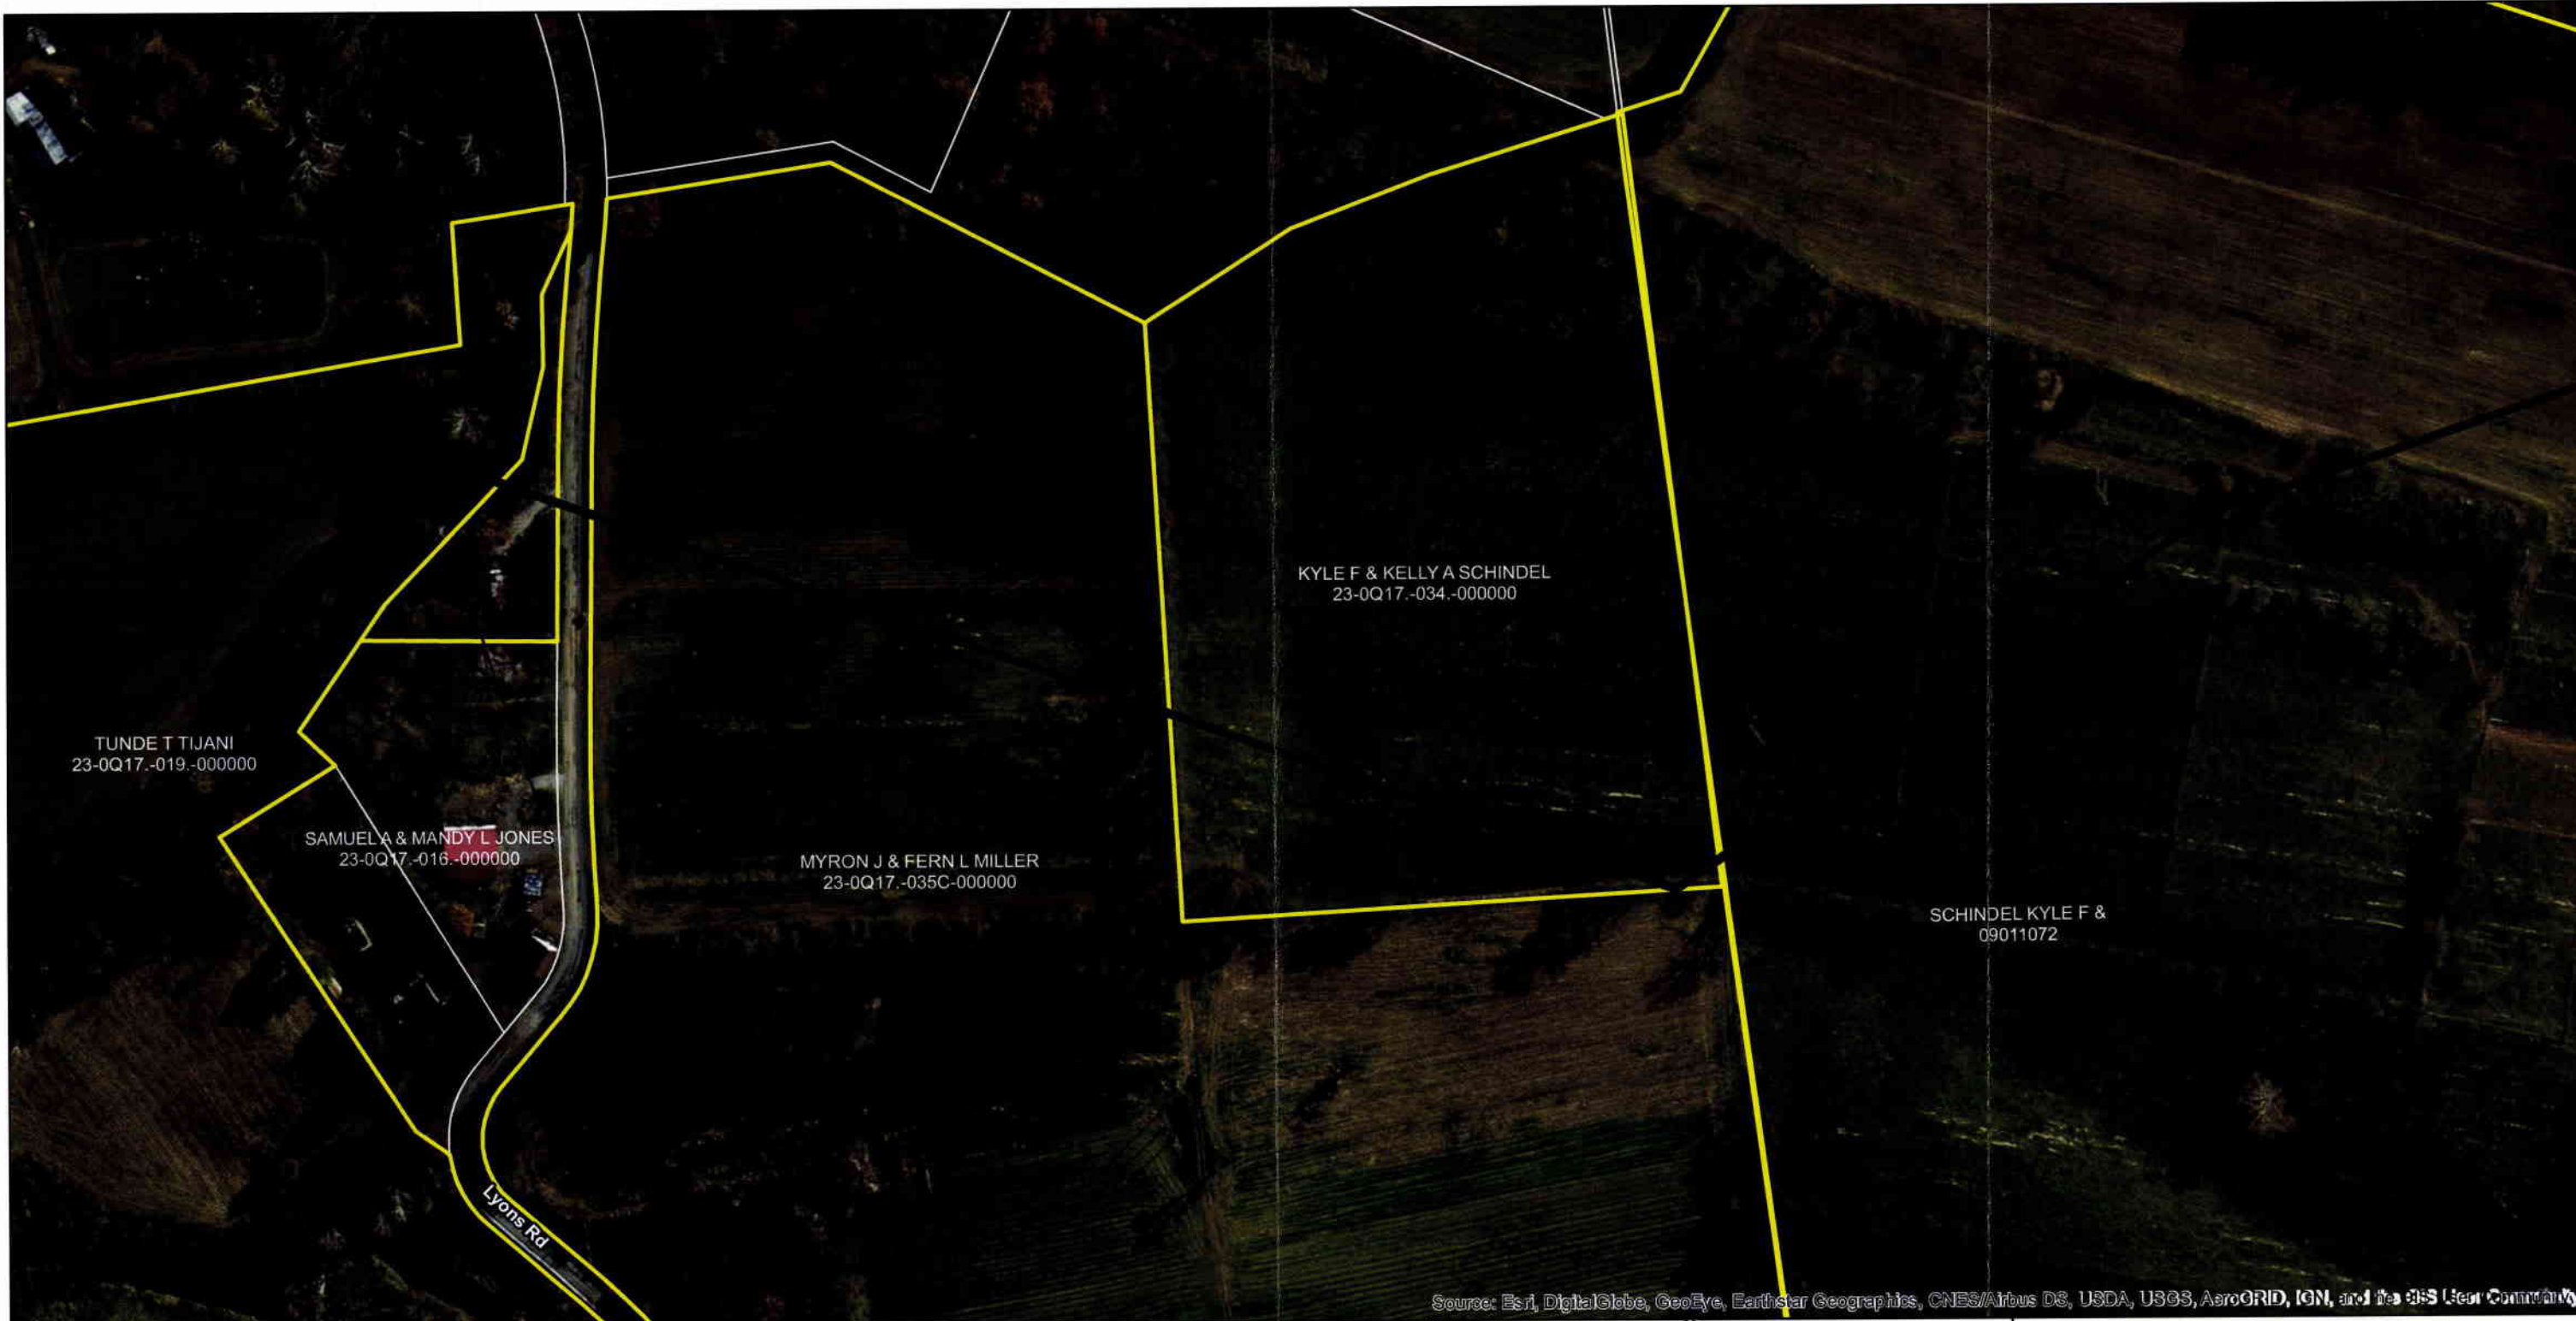 KYLE F & KELLY A SCHINDEL
23-0Q17.-034.-000000
TUNDE T TIJANI
23-0Q17.-019.-000000
SAMUEL A & MANDY L JONES
23-0Q17.-016.-000000
MYRON J & FERN L MILLER
23-0Q17.-035C-000000
SCHINDEL KYLE F &
09011072
Lyons Rd
Source: Esri, DigitalGlobe, GeoEye, Earthstar Geographics, CNES/Airbus DS, USDA, USGS, AeroGRID, IGN, and the GIS User Community